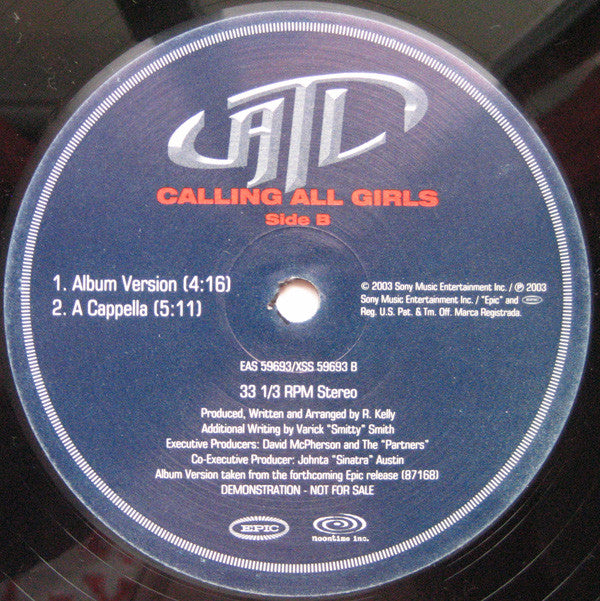 ATL
CALLING ALL GIRLS
Side B
1. Album Version (4:16)
2. A Cappella (5:11)
© 2003 Sony Music Entertainment Inc. / ℗ 2003
Sony Music Entertainment Inc. / "Epic" and EPIC
Reg. U.S. Pat. & Tm. Off. Marca Registrada.
EAS 59693/XSS 59693 B
33 1/3 RPM Stereo
Produced, Written and Arranged by R. Kelly
Additional Writing by Varick "Smitty" Smith
Executive Producers: David McPherson and The "Partners"
Co-Executive Producer: Johnta "Sinatra" Austin
Album Version taken from the forthcoming Epic release (87168)
DEMONSTRATION - NOT FOR SALE
EPIC
Noontime inc.